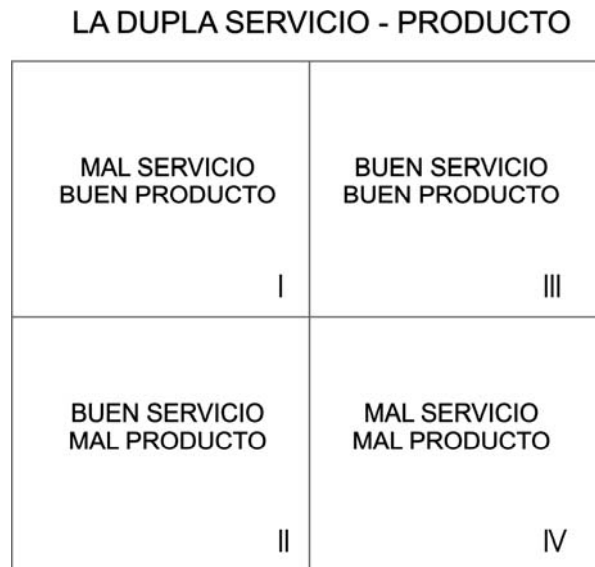 LA DUPLA SERVICIO - PRODUCTO
MAL SERVICIO
BUEN PRODUCTO
I
BUEN SERVICIO
BUEN PRODUCTO
III
BUEN SERVICIO
MAL PRODUCTO
II
MAL SERVICIO
MAL PRODUCTO
IV